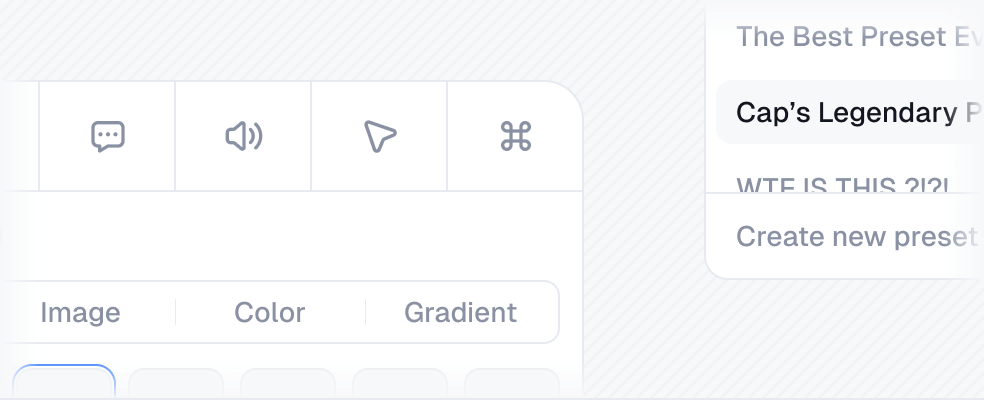 The Best Preset
Cap’s Legendary
WTF IS THIS ?!?!
Create new preset
Image
Color
Gradient